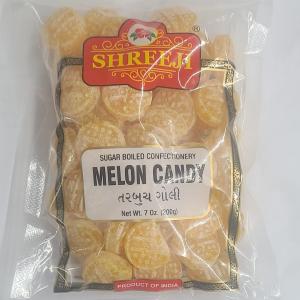 SHREEJI
®
SUGAR BOILED CONFECTIONERY
MELON CANDY
તરબુચ ગોલી
Net Wt. 7 Oz. (200g)
PRODUCT OF INDIA